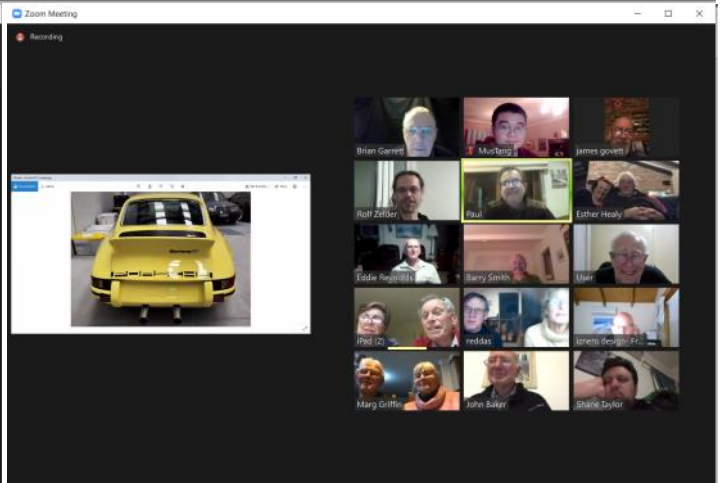 Zoom Meeting
Recording
Brian Garrett
MusTang
james govett
Rolf Zelder
Paul
Esther Healy
Eddie Reynolds
Barry Smith
User
iPad (2)
reddas
Marg Griffin
John Baker
Shane Taylor